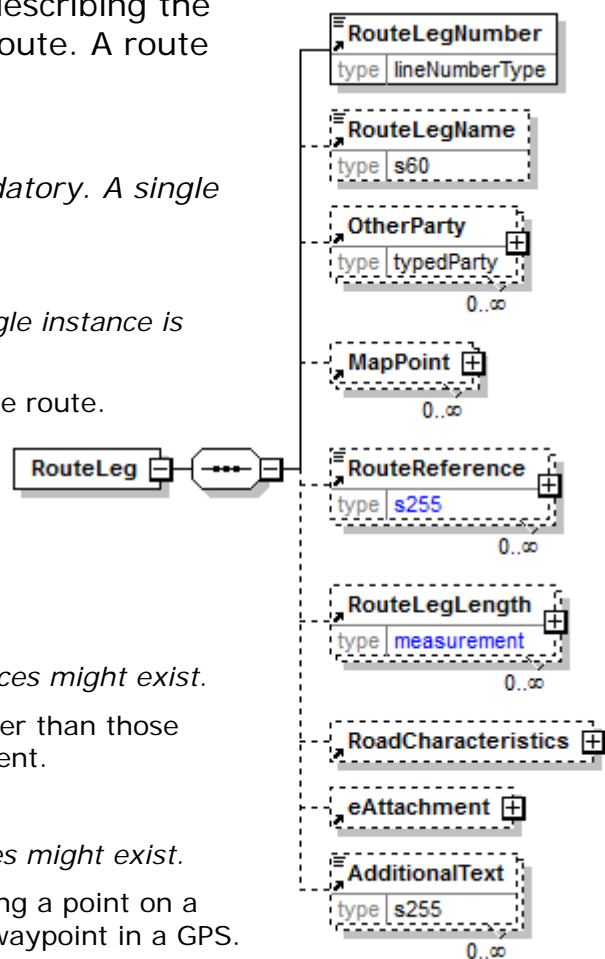 escribing the
oute. A route
datory. A single
gle instance is
e route.
ces might exist.
er than those
ent.
es might exist.
ng a point on a
waypoint in a GPS.
RouteLeg
RouteLegNumber
type lineNumberType
RouteLegName
type s60
OtherParty
type typedParty
0..∞
MapPoint
0..∞
RouteReference
type s255
0..∞
RouteLegLength
type measurement
0..∞
RoadCharacteristics
eAttachment
AdditionalText
type s255
0..∞